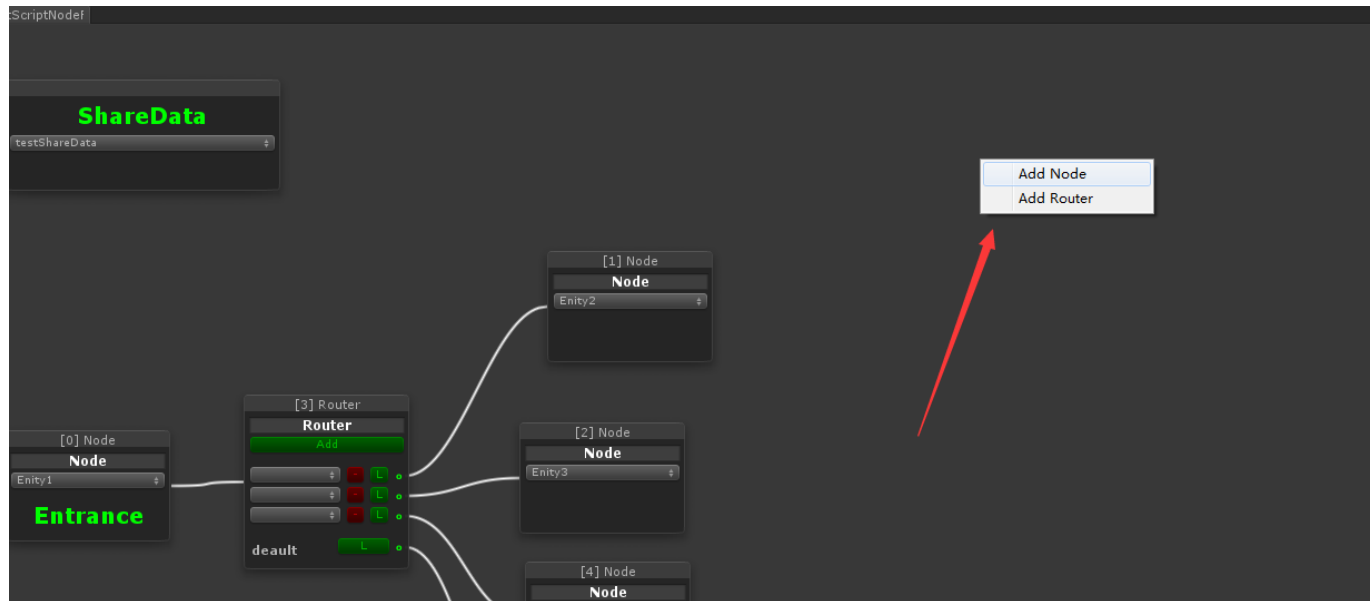 tScriptNodeF
ShareData
testShareData
Add Node
Add Router
[1] Node
Node
Enity2
[3] Router
Router
Add
- L
- L
- L
deault L
[0] Node
Node
Enity1
Entrance
[2] Node
Node
Enity3
[4] Node
Node